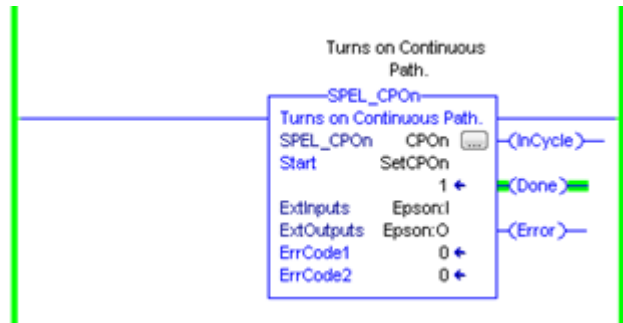 Turns on Continuous
Path.
SPEL_CPOn
Turns on Continuous Path.
SPEL_CPOn CPOn ... (InCycle)
Start SetCPOn
1 (Done)
ExtInputs Epson:I
ExtOutputs Epson:O (Error)
ErrCode1 0
ErrCode2 0